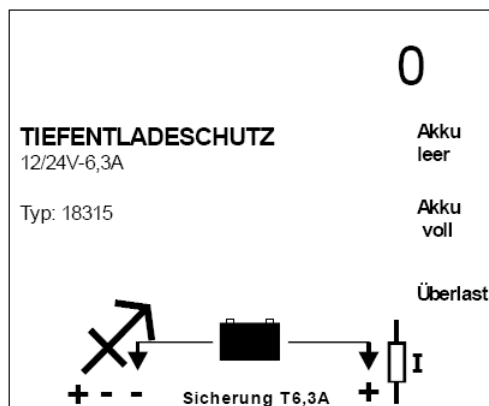 0
TIEFENTLADESCHUTZ
12/24V-6,3A
Typ: 18315
Akku
leer
Akku
voll
Überlast
I
+ - -
Sicherung T6,3A
+